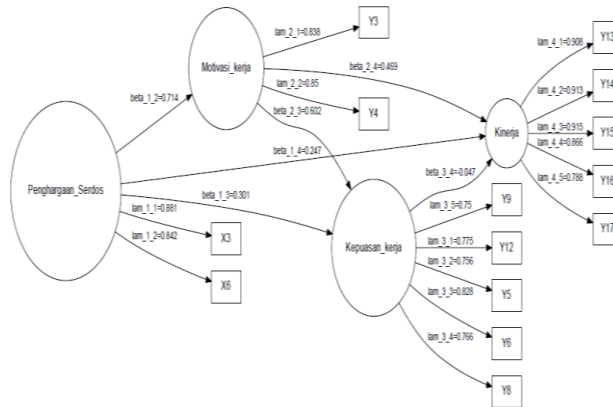 lam_2_1=0.838
Y3
Y13
lam_4_1=0.908
Motivasi_kerja
beta_2_4=0.469
lam_4_2=0.913
Y14
lam_2_2=0.85
beta_1_2=0.714
beta_2_3=0.602
Y4
Kinerja
lam_4_3=0.915
Y15
lam_4_4=0.866
beta_1_4=0.247
beta_3_4=-0.047
lam_4_5=0.788
Y16
Penghargaan_Serdos
beta_1_3=0.301
lam_3_5=0.75
Y9
lam_1_1=0.881
Y17
lam_1_2=0.842
X3
Kepuasan_kerja
lam_3_1=0.775
Y12
lam_3_2=0.756
X6
lam_3_3=0.828
Y5
Y6
lam_3_4=0.766
Y8